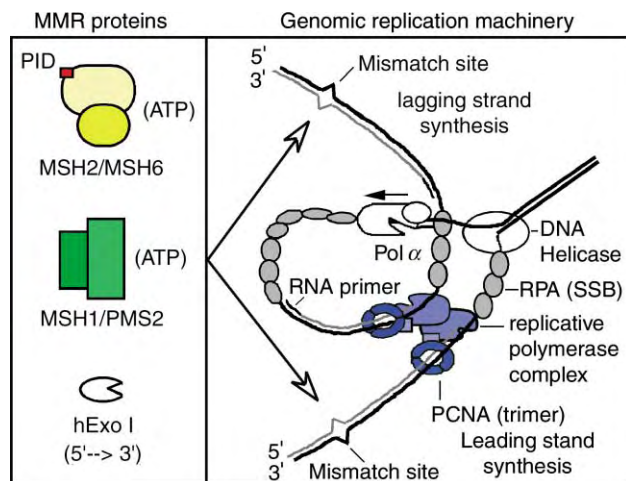 MMR proteins
PID
(ATP)
MSH2/MSH6
(ATP)
MSH1/PMS2
hExo I
(5'--> 3')
Genomic replication machinery
5'
3'
Mismatch site
lagging strand
synthesis
Pol α
DNA
Helicase
RNA primer
RPA (SSB)
replicative
polymerase
complex
PCNA (trimer)
Leading stand
synthesis
5'
3'
Mismatch site